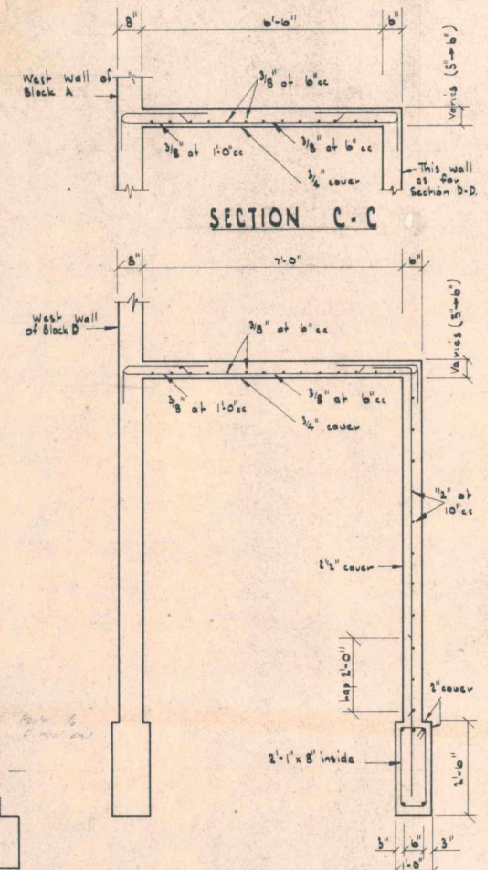 8"
6'-6"
6"
West Wall of
Block A
3/8" at 6"cc
Varies (5"→6")
3/8" at 1'-0"cc
3/8" at 6"cc
3/4" cover
This wall
as for
Section D-D.
SECTION C-C
8"
7'-0"
6"
West Wall
of Block D
3/8" at 6"cc
Varies (5"→6")
3/8" at 1'-0"cc
3/8" at 6"cc
3/4" cover
1/2" at
10"cc
2 1/2" cover
Lap 2'-0"
2" cover
2'-1" x 8" inside
2'-6"
3"
6"
3"
1'-0"